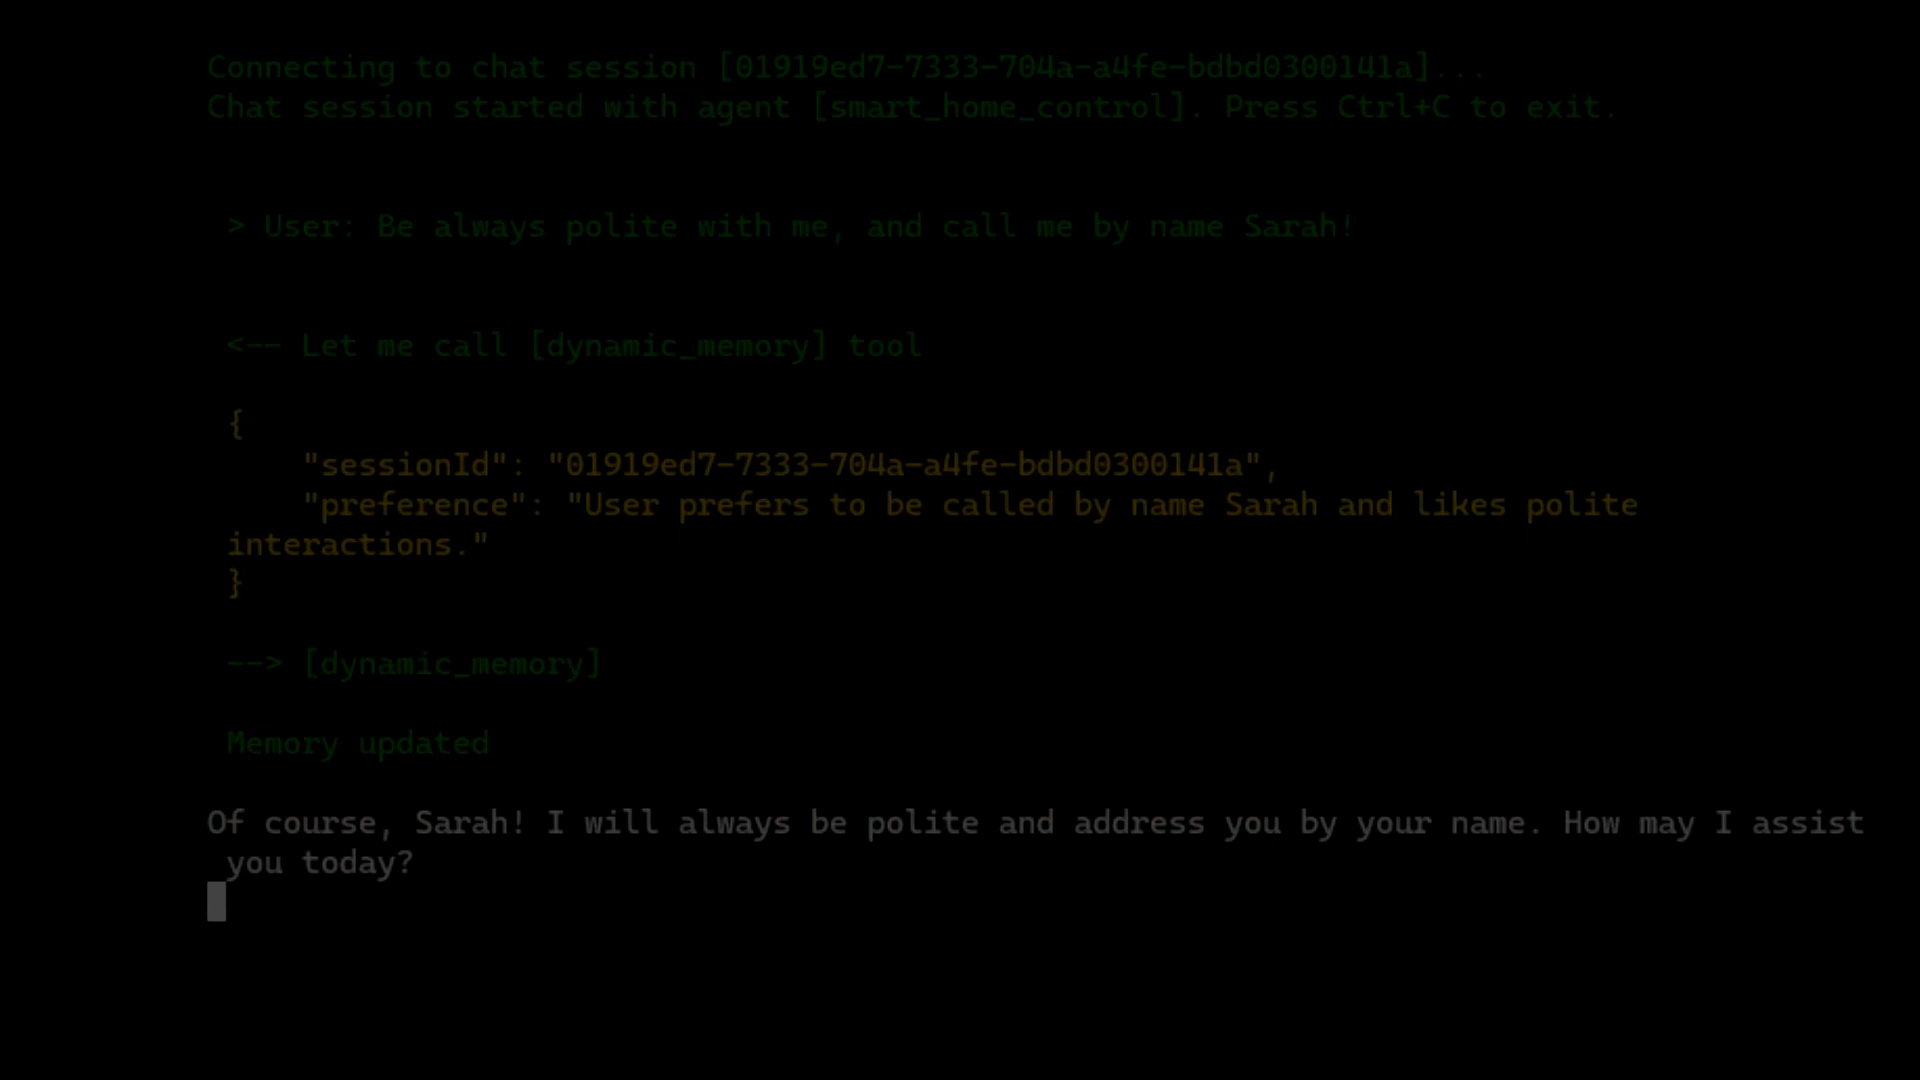 Connecting to chat session [01919ed7-7333-704a-a4fe-bdbd0300141a]...
Chat session started with agent [smart_home_control]. Press Ctrl+C to exit.
> User: Be always polite with me, and call me by name Sarah!
<-- Let me call [dynamic_memory] tool
{
"sessionId": "01919ed7-7333-704a-a4fe-bdbd0300141a",
"preference": "User prefers to be called by name Sarah and likes polite
interactions."
}
--> [dynamic_memory]
Memory updated
Of course, Sarah! I will always be polite and address you by your name. How may I assist
you today?